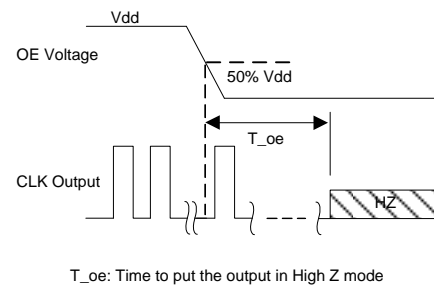 Vdd
OE Voltage
50% Vdd
T_oe
CLK Output
HZ
T_oe: Time to put the output in High Z mode